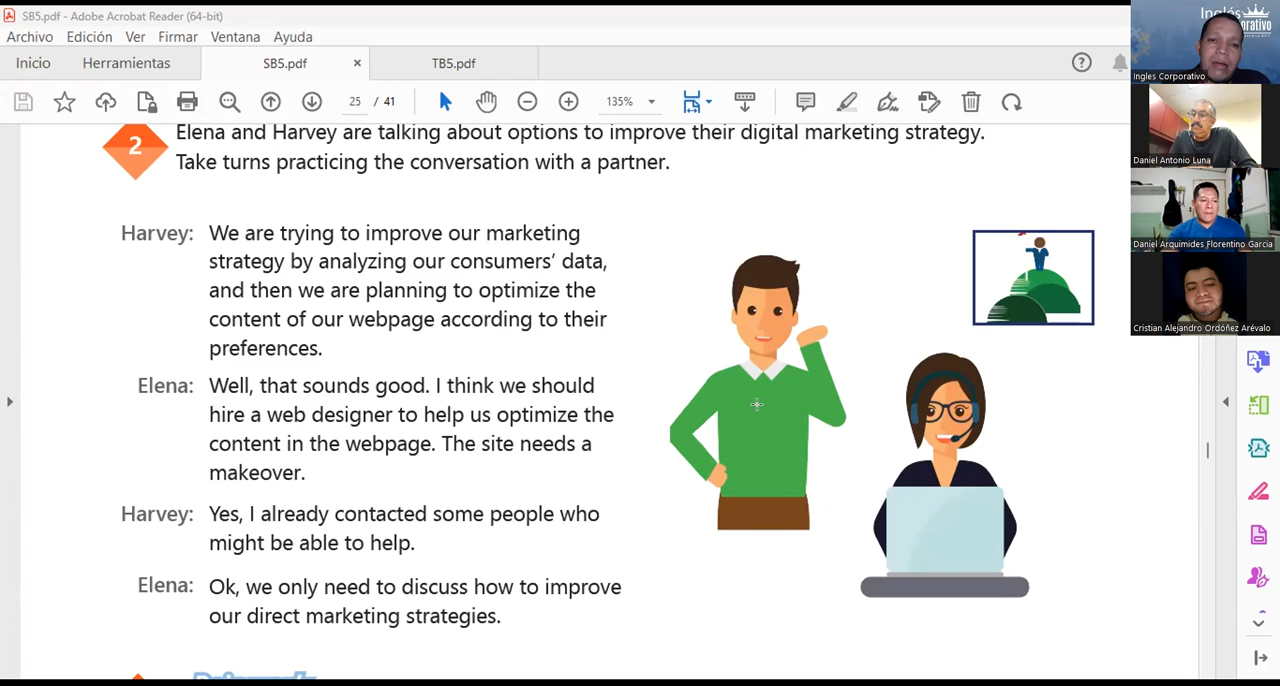 SB5.pdf - Adobe Acrobat Reader (64-bit)
Archivo Edición Ver Firmar Ventana Ayuda
Inicio Herramientas SB5.pdf × TB5.pdf
25 / 41 135%
2 Elena and Harvey are talking about options to improve their digital marketing strategy.
Take turns practicing the conversation with a partner.
Harvey: We are trying to improve our marketing
strategy by analyzing our consumers’ data,
and then we are planning to optimize the
content of our webpage according to their
preferences.
Elena: Well, that sounds good. I think we should
hire a web designer to help us optimize the
content in the webpage. The site needs a
makeover.
Harvey: Yes, I already contacted some people who
might be able to help.
Elena: Ok, we only need to discuss how to improve
our direct marketing strategies.
Inglés
Ingles Corporativo
Daniel Antonio Luna
Daniel Arquimides Florentino García
Cristian Alejandro Ordóñez Arévalo